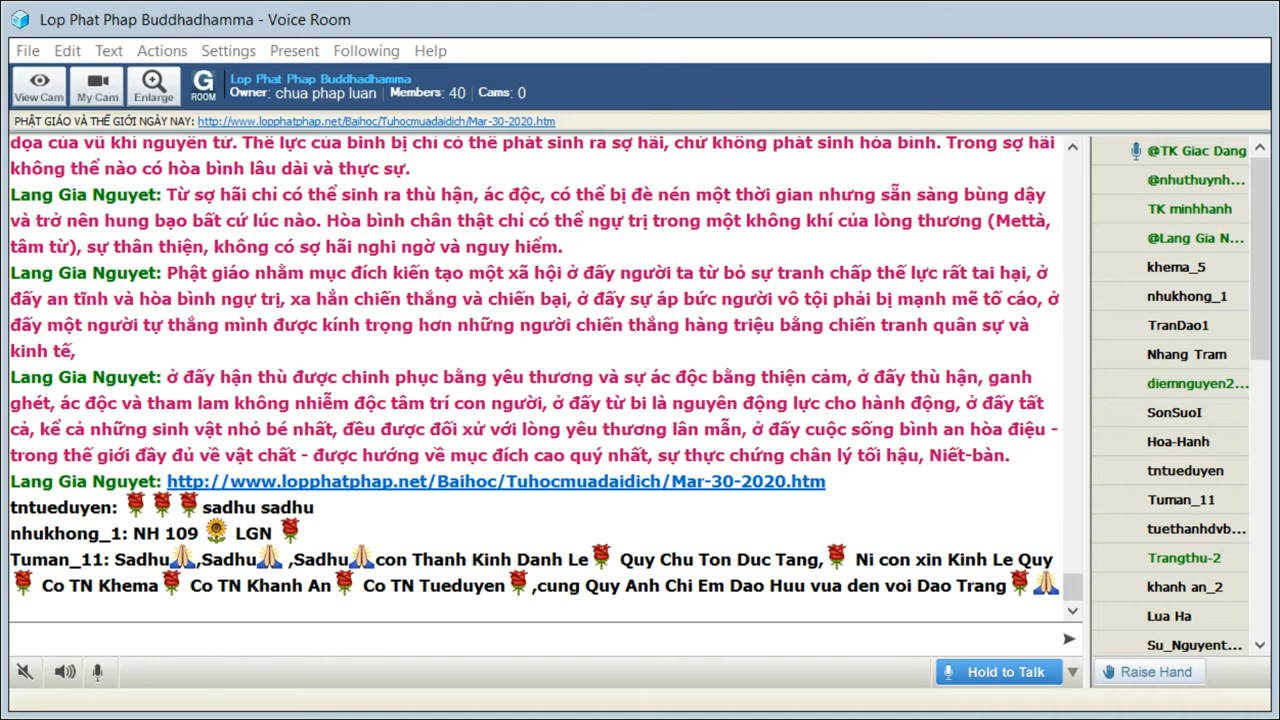 Lop Phat Phap Buddhadhamma - Voice Room
File Edit Text Actions Settings Present Following Help
View Cam My Cam Enlarge G ROOM
Lop Phat Phap Buddhadhamma
Owner: chua phap luan | Members: 40 | Cams: 0
PHẬT GIÁO VÀ THẾ GIỚI NGÀY NAY: http://www.lopphatphap.net/Baihoc/Tuhocmuadaidich/Mar-30-2020.htm
dọa của vũ khí nguyên tử. Thế lực của binh bị chỉ có thể phát sinh ra sợ hãi, chứ không phát sinh hòa bình. Trong sợ hãi
không thể nào có hòa bình lâu dài và thực sự.
Lang Gia Nguyet: Từ sợ hãi chỉ có thể sinh ra thù hận, ác độc, có thể bị đè nén một thời gian nhưng sẵn sàng bùng dậy
và trở nên hung bạo bất cứ lúc nào. Hòa bình chân thật chỉ có thể ngự trị trong một không khí của lòng thương (Mettà,
tâm từ), sự thân thiện, không có sợ hãi nghi ngờ và nguy hiểm.
Lang Gia Nguyet: Phật giáo nhằm mục đích kiến tạo một xã hội ở đấy người ta từ bỏ sự tranh chấp thế lực rất tai hại, ở
đấy an tĩnh và hòa bình ngự trị, xa hẳn chiến thắng và chiến bại, ở đấy sự áp bức người vô tội phải bị mạnh mẽ tố cáo, ở
đấy một người tự thắng mình được kính trọng hơn những người chiến thắng hàng triệu bằng chiến tranh quân sự và
kinh tế,
Lang Gia Nguyet: ở đấy hận thù được chinh phục bằng yêu thương và sự ác độc bằng thiện cảm, ở đấy thù hận, ganh
ghét, ác độc và tham lam không nhiễm độc tâm trí con người, ở đấy từ bi là nguyên động lực cho hành động, ở đấy tất
cả, kể cả những sinh vật nhỏ bé nhất, đều được đối xử với lòng yêu thương lân mẫn, ở đấy cuộc sống bình an hòa điệu -
trong thế giới đầy đủ về vật chất - được hướng về mục đích cao quý nhất, sự thực chứng chân lý tối hậu, Niết-bàn.
Lang Gia Nguyet: http://www.lopphatphap.net/Baihoc/Tuhocmuadaidich/Mar-30-2020.htm
tntueduyen: 🌹🌹🌹sadhu sadhu
nhukhong_1: NH 109 🌻 LGN 🌹
Tuman_11: Sadhu🙏,Sadhu🙏 ,Sadhu🙏con Thanh Kinh Danh Le🌹 Quy Chu Ton Duc Tang,🌹 Ni con xin Kinh Le Quy
🌹 Co TN Khema🌹 Co TN Khanh An🌹 Co TN Tueduyen🌹,cung Quy Anh Chi Em Dao Huu vua den voi Dao Trang🌹🙏
@TK Giac Dang
@nhuthuynh...
TK minhhanh
@Lang Gia N...
khema_5
nhukhong_1
TranDao1
Nhang Tram
diemnguyen2...
SonSuoI
Hoa-Hanh
tntueduyen
Tuman_11
tuethanhdvb...
Trangthu-2
khanh an_2
Lua Ha
Su_Nguyent...
Hold to Talk
Raise Hand